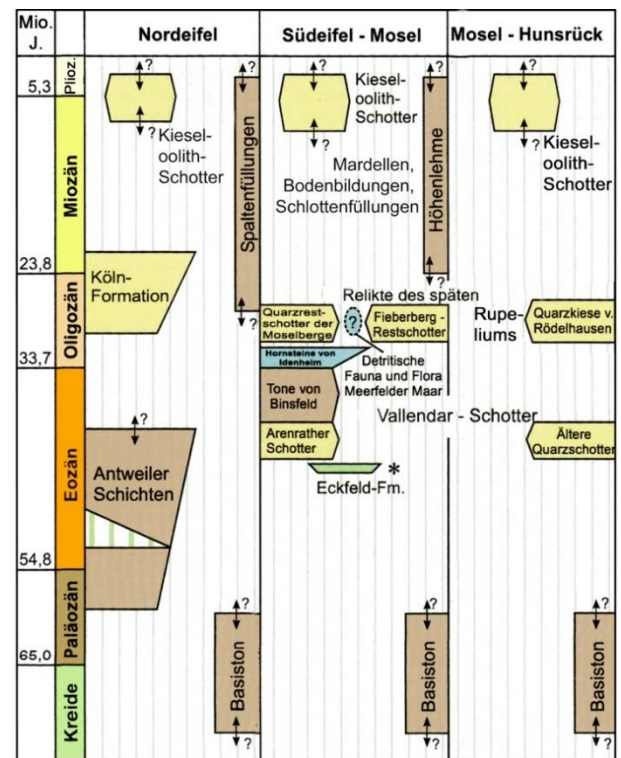 Mio.
J.
Nordeifel
Südeifel - Mosel
Mosel - Hunsrück
5,3
23,8
33,7
54,8
65,0
Plioz.
Miozän
Oligozän
Eozän
Paläozän
Kreide
?
?
Kiesel-
oolith-
Schotter
?
Spaltenfüllungen
?
Köln-
Formation
?
Antweiler
Schichten
?
Basiston
?
?
?
Kiesel-
oolith-
Schotter
Mardellen,
Bodenbildungen,
Schlottenfüllungen
?
Höhenlehme
?
Relikte des späten
Rupe-
liums
Quarzrest-
schotter der
Moselberge
?
Fieberberg -
Restschotter
Hornsteine von
Idenheim
Detritische
Fauna und Flora
Meerfelder Maar
Tone von
Binsfeld
Vallendar - Schotter
Arenrather
Schotter
*
Eckfeld-Fm.
?
Basiston
?
?
?
Kiesel-
oolith-
Schotter
Quarzkiese v.
Rödelhausen
Ältere
Quarzschotter
?
Basiston
?